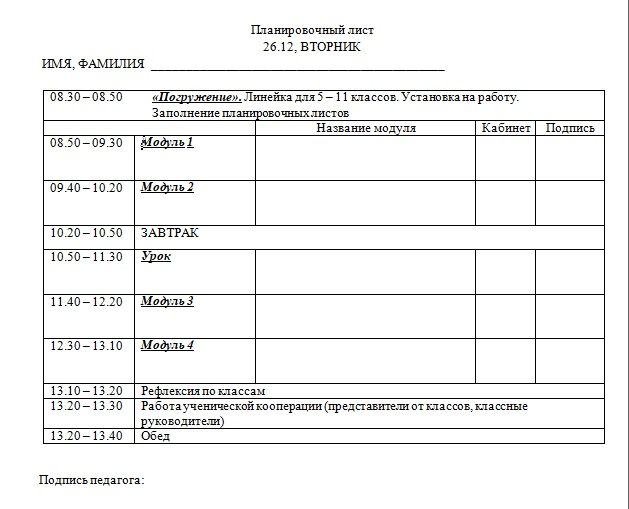 Планировочный лист
26.12, ВТОРНИК
ИМЯ, ФАМИЛИЯ ___________________________________________
08.30 – 08.50 «Погружение». Линейка для 5 – 11 классов. Установка на работу.
Заполнение планировочных листов
Название модуля Кабинет Подпись
08.50 – 09.30 Модуль 1
09.40 – 10.20 Модуль 2
10.20 – 10.50 ЗАВТРАК
10.50 – 11.30 Урок
11.40 – 12.20 Модуль 3
12.30 – 13.10 Модуль 4
13.10 – 13.20 Рефлексия по классам
13.20 – 13.30 Работа ученической кооперации (представители от классов, классные
руководители)
13.20 – 13.40 Обед
Подпись педагога: